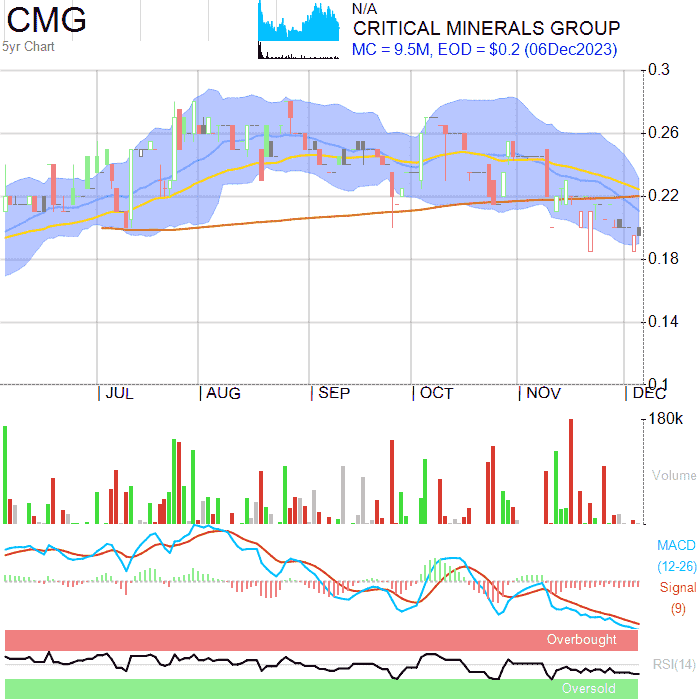 CMG
5yr Chart
N/A
CRITICAL MINERALS GROUP
MC = 9.5M, EOD = $0.2 (06Dec2023)
0.3
0.26
0.22
0.18
0.14
0.1
JUL AUG SEP OCT NOV DEC
180k
Volume
MACD
(12-26)
Signal
(9)
Overbought
RSI(14)
Oversold